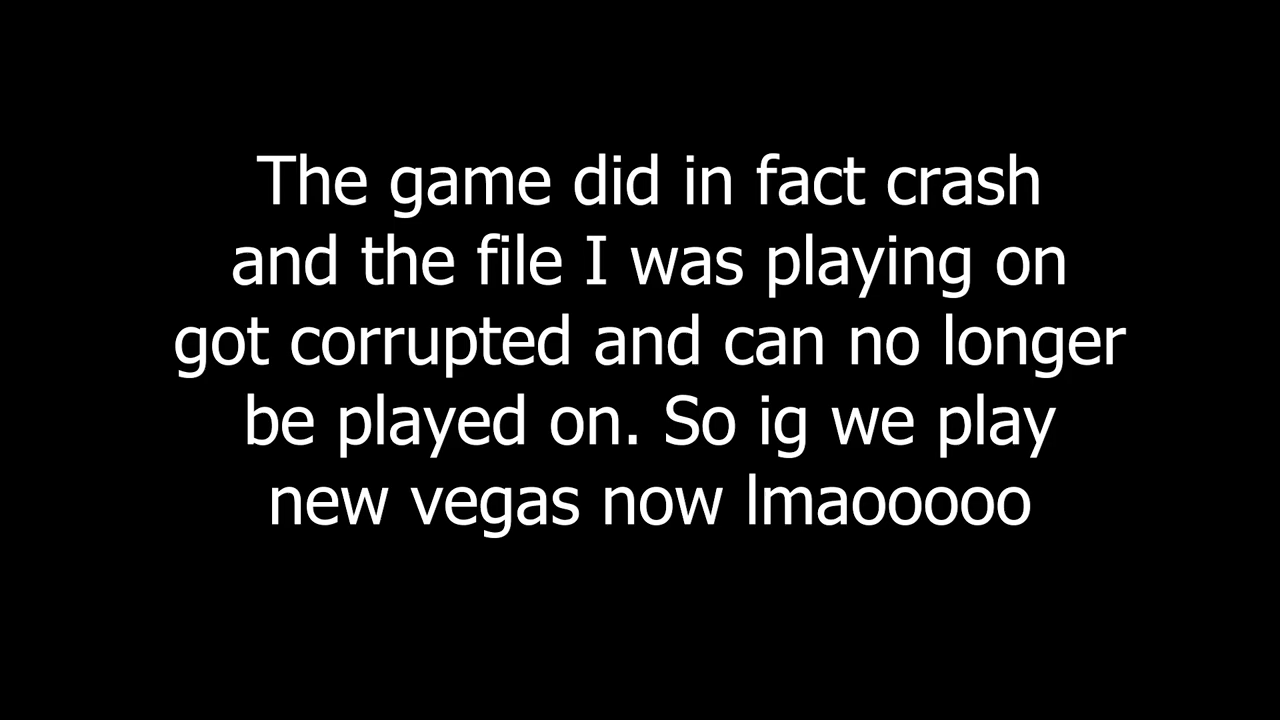 The game did in fact crash
and the file I was playing on
got corrupted and can no longer
be played on. So ig we play
new vegas now lmaooooo